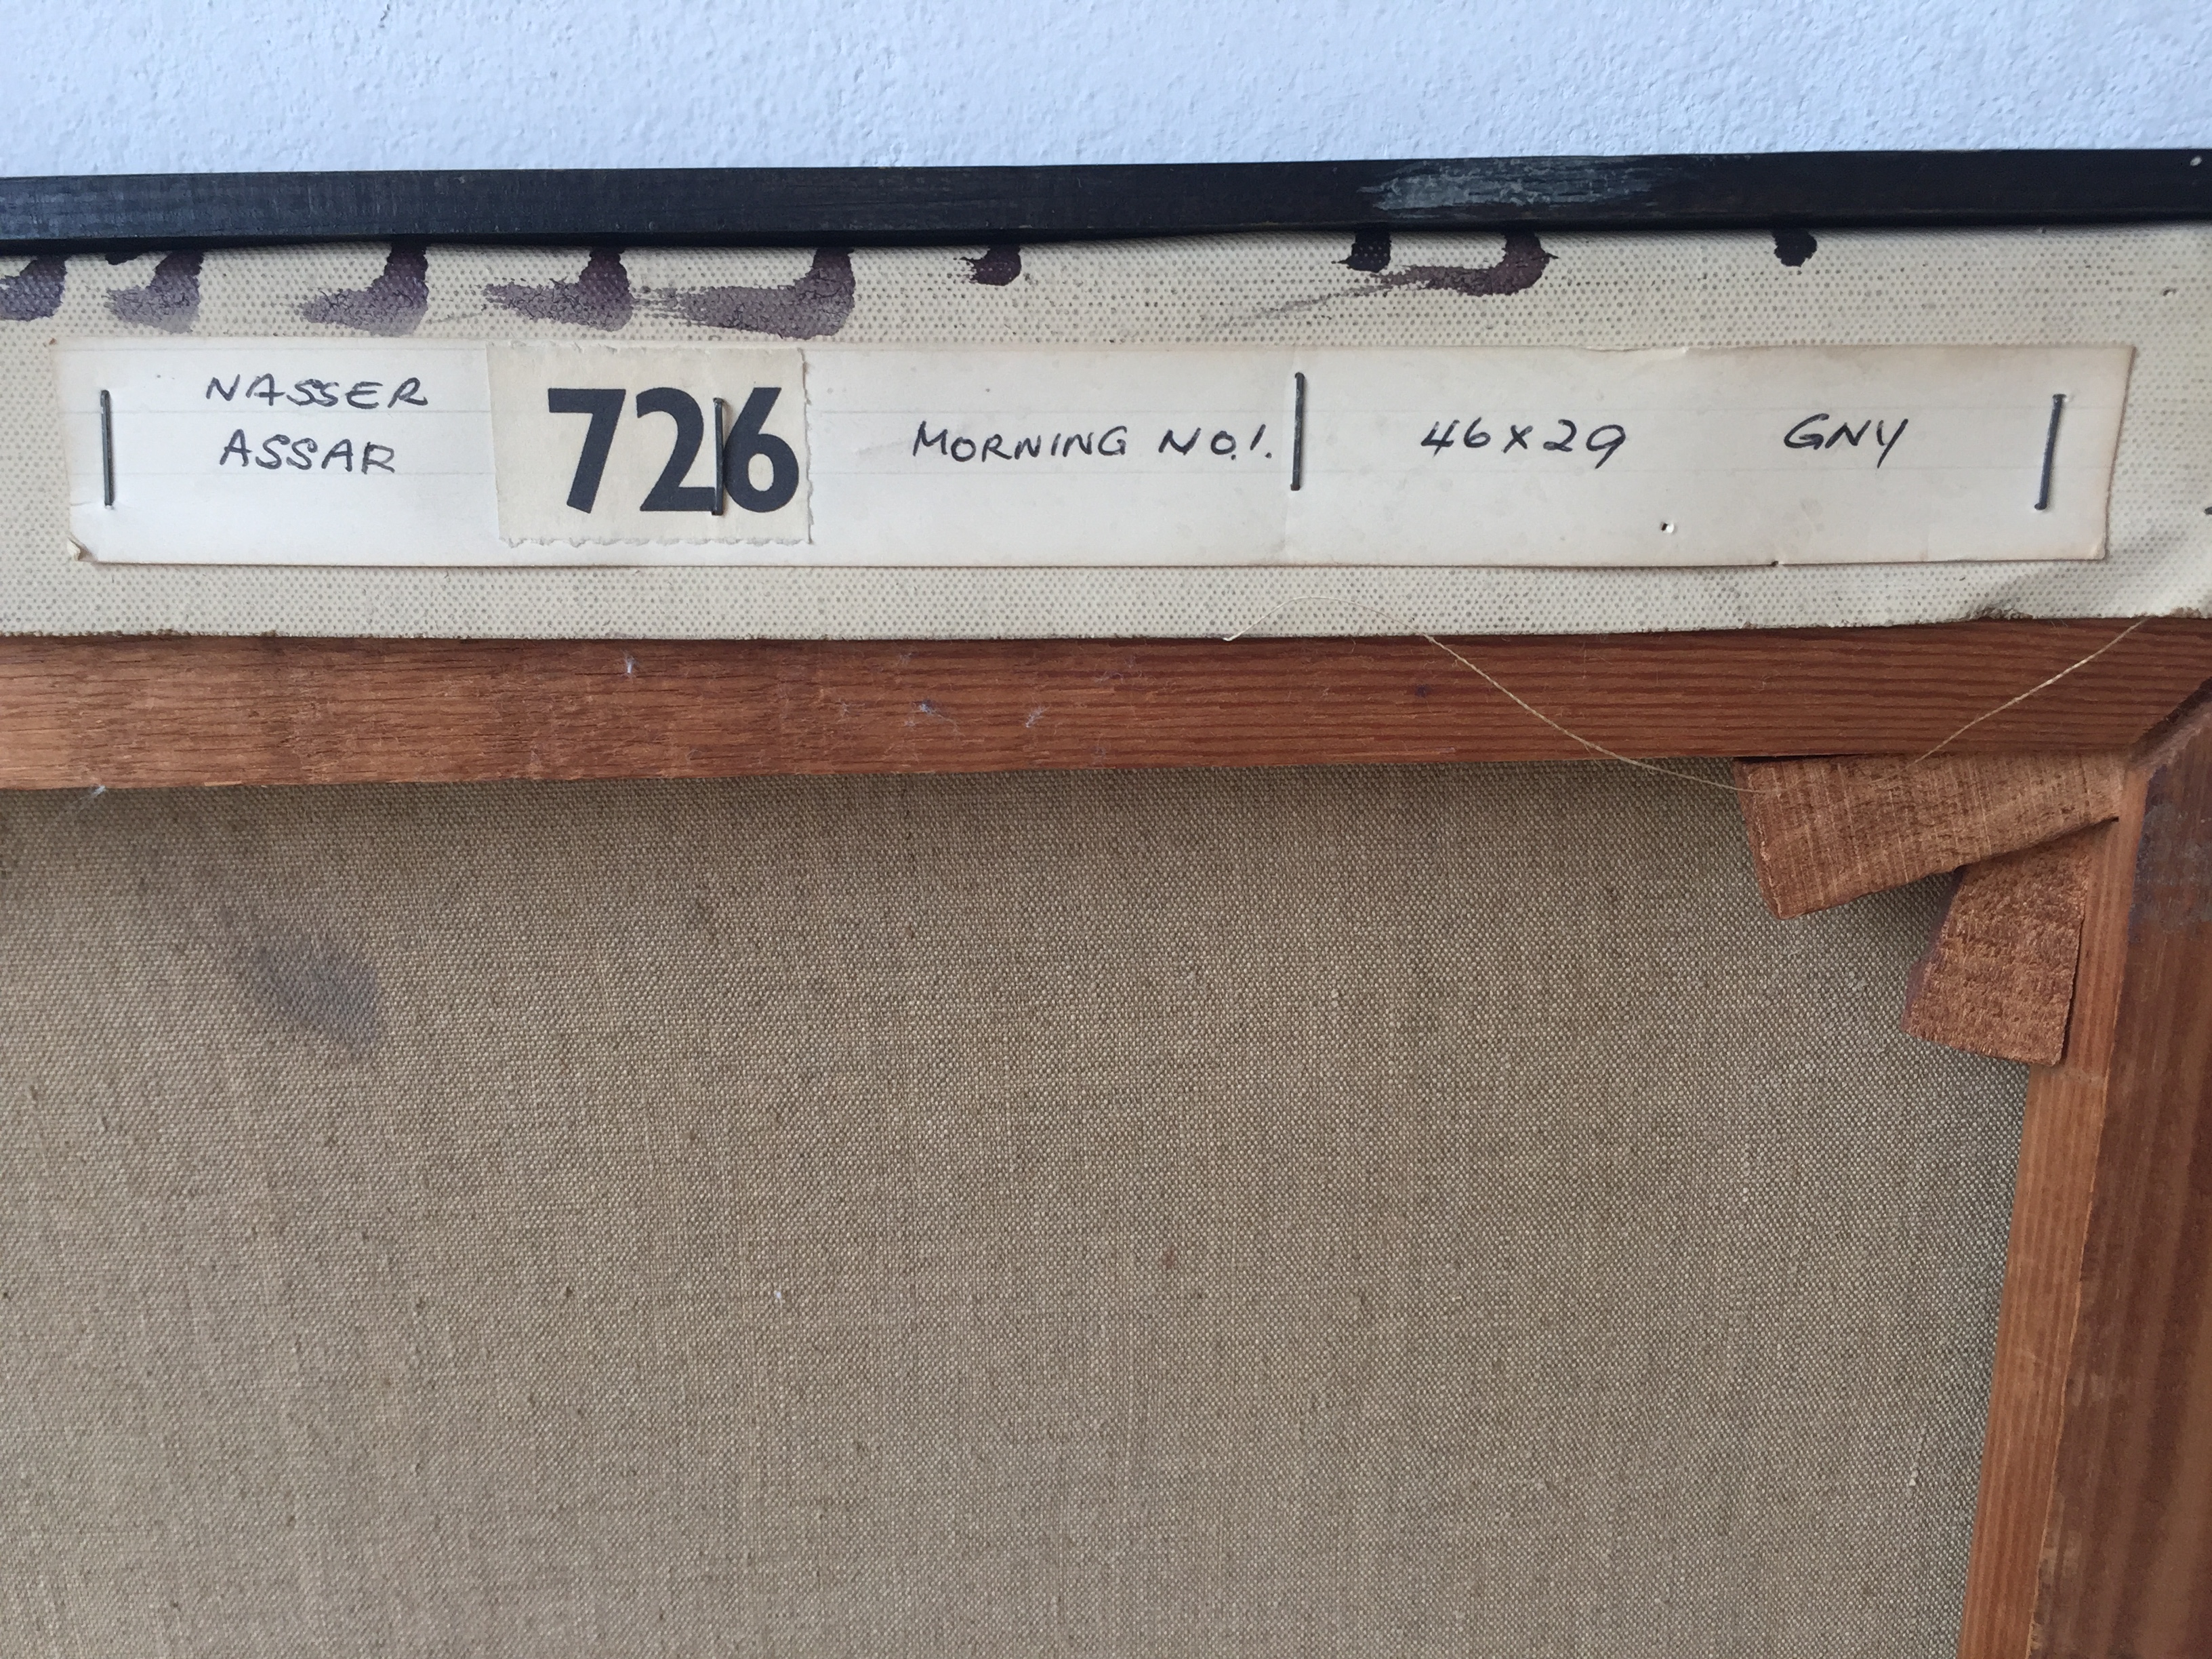 NASSER
ASSAR
726
MORNING NO.1.
46x29
GNY